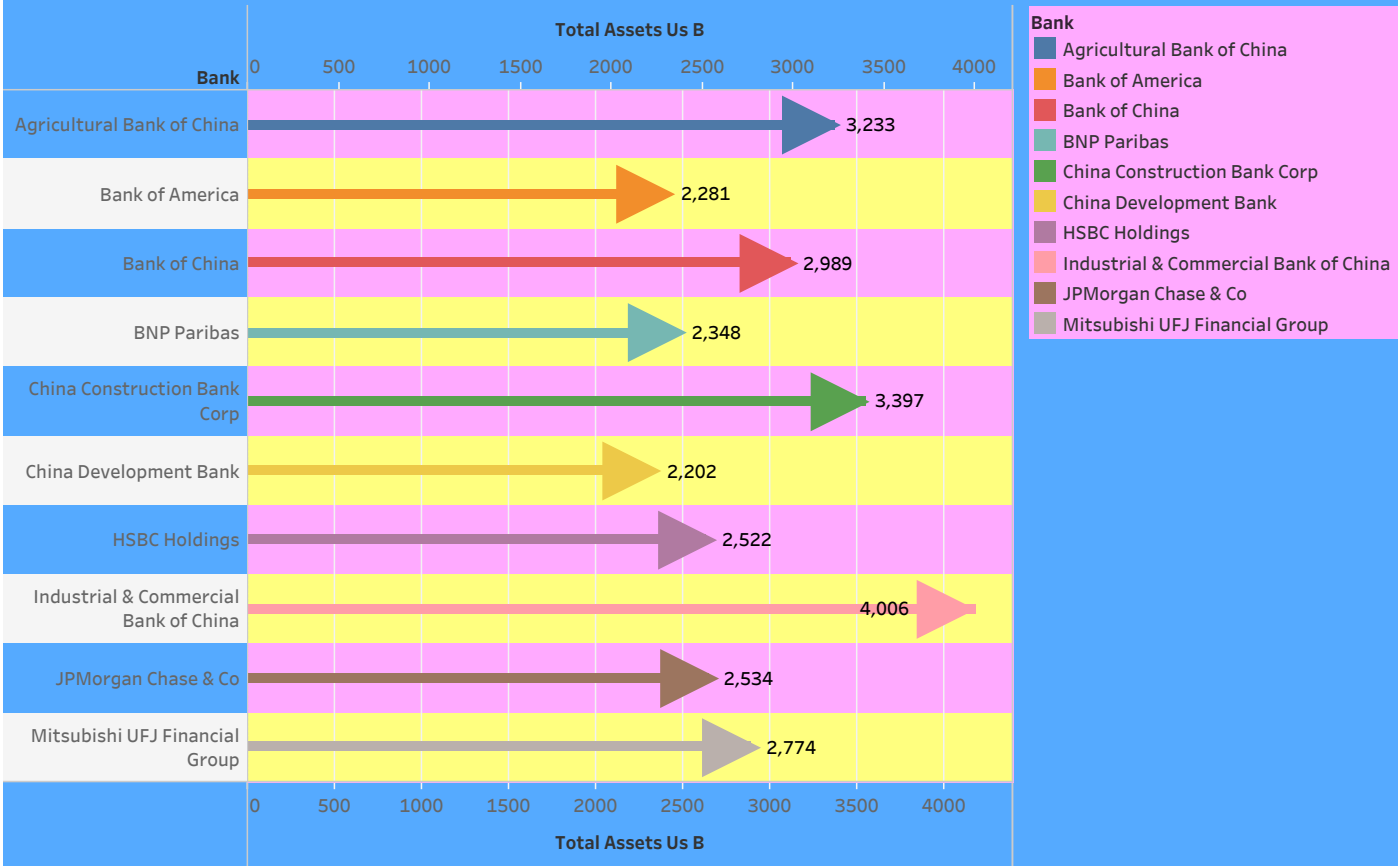 Total Assets Us B
Bank
0 500 1000 1500 2000 2500 3000 3500 4000
Agricultural Bank of China 3,233
Bank of America 2,281
Bank of China 2,989
BNP Paribas 2,348
China Construction Bank
Corp 3,397
China Development Bank 2,202
HSBC Holdings 2,522
Industrial & Commercial
Bank of China 4,006
JPMorgan Chase & Co 2,534
Mitsubishi UFJ Financial
Group 2,774
0 500 1000 1500 2000 2500 3000 3500 4000
Total Assets Us B
Bank
Agricultural Bank of China
Bank of America
Bank of China
BNP Paribas
China Construction Bank Corp
China Development Bank
HSBC Holdings
Industrial & Commercial Bank of China
JPMorgan Chase & Co
Mitsubishi UFJ Financial Group